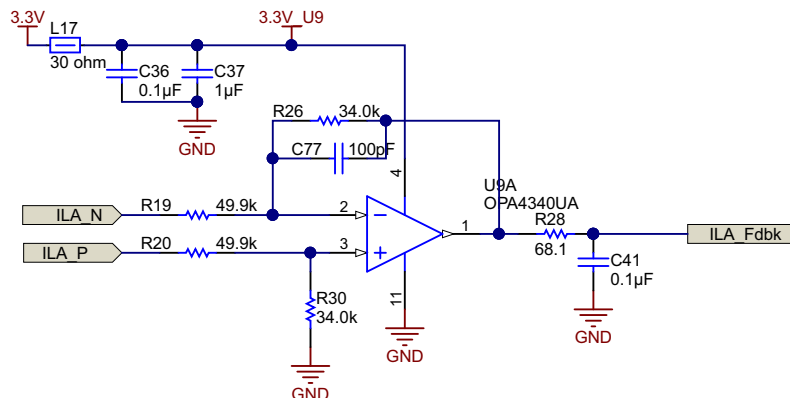 3.3V
L17
30 ohm
3.3V_U9
C36
0.1µF
C37
1µF
GND
R26
34.0k
C77
100pF
4
U9A
OPA4340UA
ILA_N
R19
49.9k
2
1
R28
68.1
ILA_Fdbk
ILA_P
R20
49.9k
3
C41
0.1µF
R30
34.0k
11
GND
GND
GND